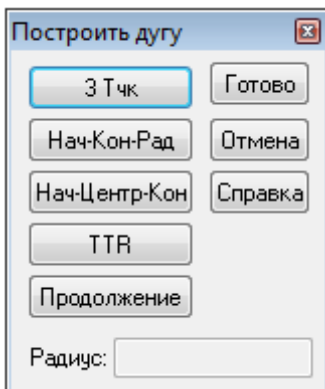 Построить дугу
3 Тчк
Готово
Нач-Кон-Рад
Отмена
Нач-Центр-Кон
Справка
TTR
Продолжение
Радиус: